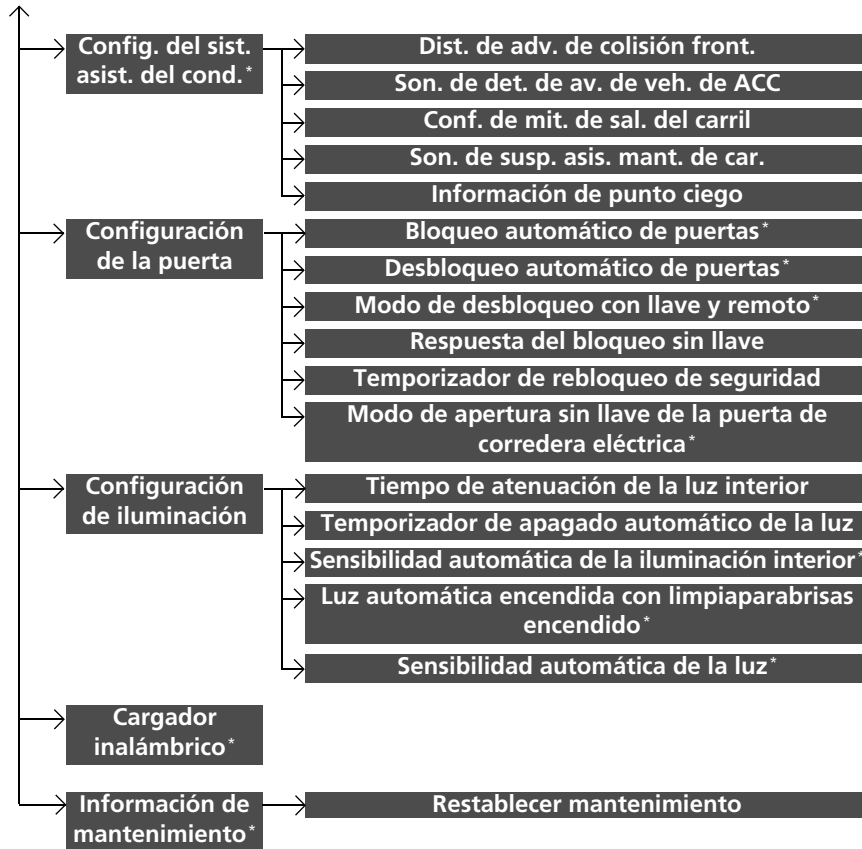 Config. del sist.
asist. del cond.*
Dist. de adv. de colisión front.
Son. de det. de av. de veh. de ACC
Conf. de mit. de sal. del carril
Son. de susp. asis. mant. de car.
Información de punto ciego
Configuración
de la puerta
Bloqueo automático de puertas*
Desbloqueo automático de puertas*
Modo de desbloqueo con llave y remoto*
Respuesta del bloqueo sin llave
Temporizador de rebloqueo de seguridad
Modo de apertura sin llave de la puerta de
corredera eléctrica*
Configuración
de iluminación
Tiempo de atenuación de la luz interior
Temporizador de apagado automático de la luz
Sensibilidad automática de la iluminación interior*
Luz automática encendida con limpiaparabrisas
encendido*
Sensibilidad automática de la luz*
Cargador
inalámbrico*
Información de
mantenimiento*
Restablecer mantenimiento